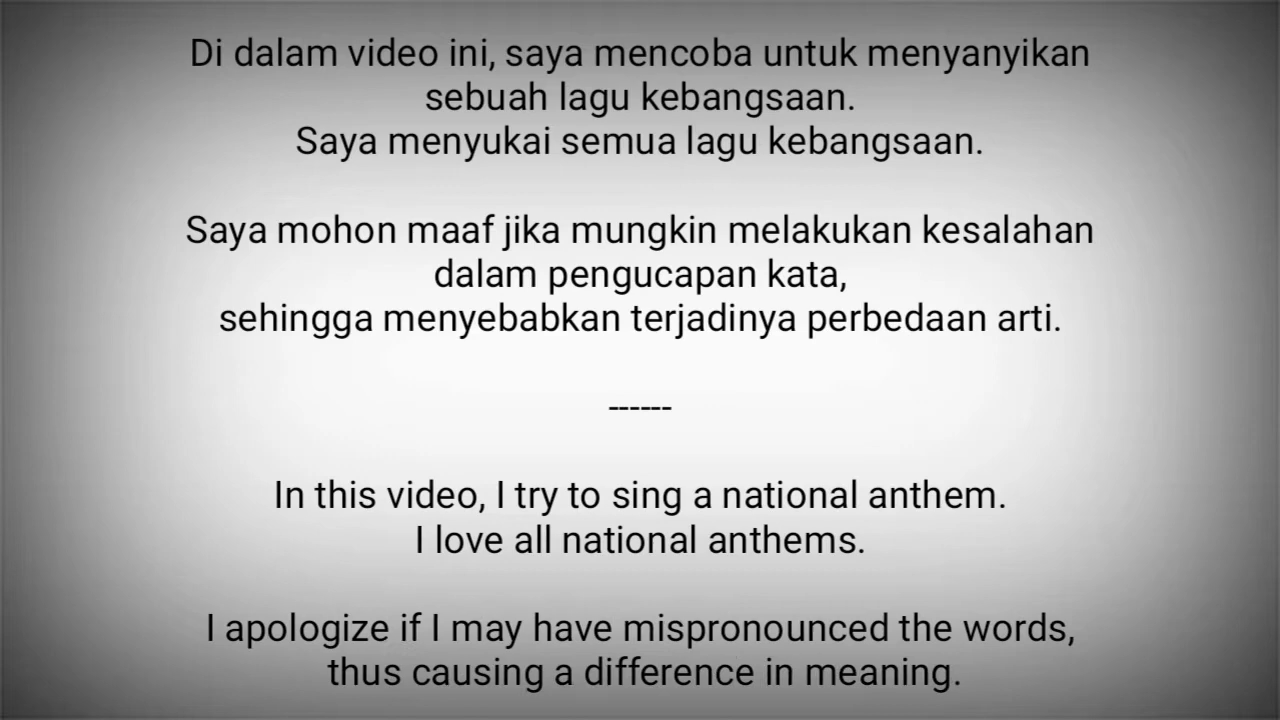 Di dalam video ini, saya mencoba untuk menyanyikan
sebuah lagu kebangsaan.
Saya menyukai semua lagu kebangsaan.
Saya mohon maaf jika mungkin melakukan kesalahan
dalam pengucapan kata,
sehingga menyebabkan terjadinya perbedaan arti.
------
In this video, I try to sing a national anthem.
I love all national anthems.
I apologize if I may have mispronounced the words,
thus causing a difference in meaning.